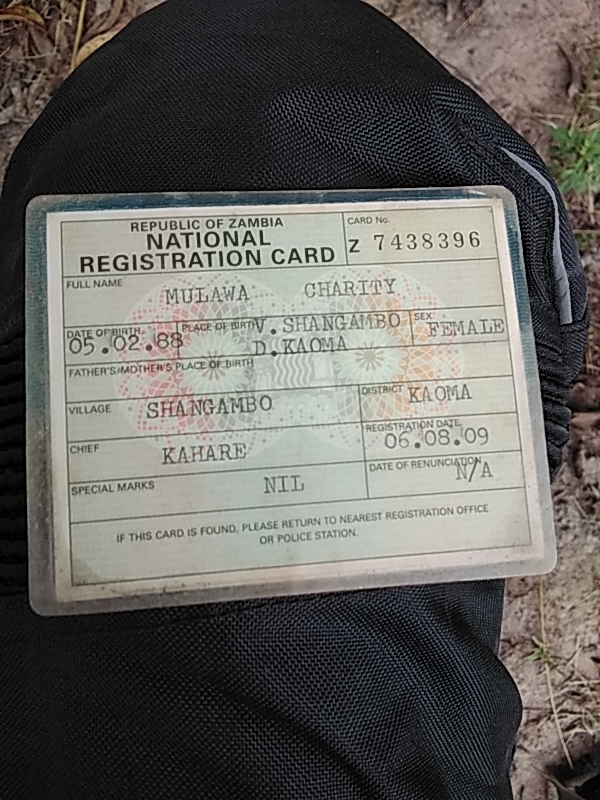 REPUBLIC OF ZAMBIA
NATIONAL
REGISTRATION CARD
CARD No.
Z 7438396
FULL NAME
MULAWA CHARITY
DATE OF BIRTH
05.02.88
PLACE OF BIRTH
V.SHANGAMBO
D.KAOMA
SEX
FEMALE
FATHER'S/MOTHER'S PLACE OF BIRTH
VILLAGE
SHANGAMBO
DISTRICT
KAOMA
CHIEF
KAHARE
REGISTRATION DATE
06.08.09
SPECIAL MARKS
NIL
DATE OF RENUNCIATION
N/A
IF THIS CARD IS FOUND, PLEASE RETURN TO NEAREST REGISTRATION OFFICE
OR POLICE STATION.